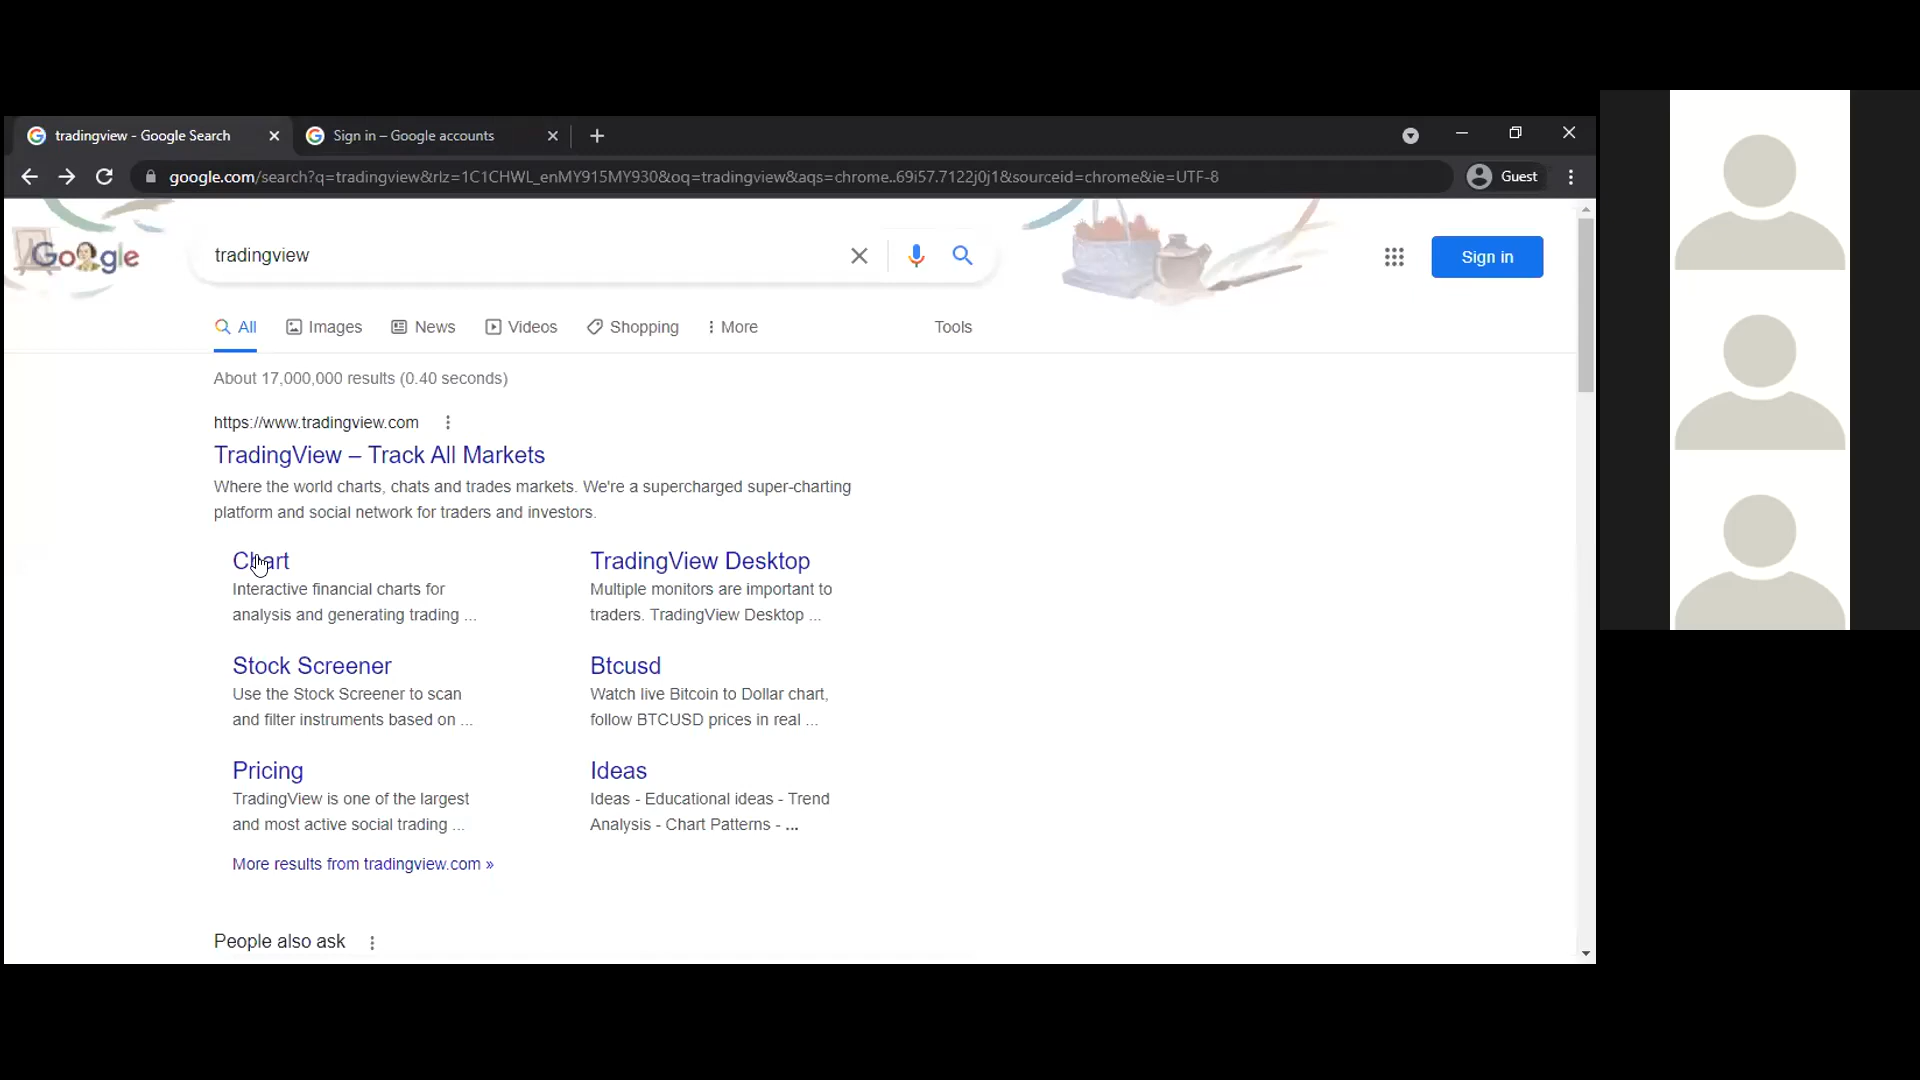 tradingview - Google Search
Sign in – Google accounts
google.com/search?q=tradingview&rlz=1C1CHWL_enMY915MY930&oq=tradingview&aqs=chrome..69i57.7122j0j1&sourceid=chrome&ie=UTF-8
Guest
Google
tradingview
Sign in
All
Images
News
Videos
Shopping
More
Tools
About 17,000,000 results (0.40 seconds)
https://www.tradingview.com
TradingView – Track All Markets
Where the world charts, chats and trades markets. We're a supercharged super-charting
platform and social network for traders and investors.
Chart
Interactive financial charts for
analysis and generating trading ...
TradingView Desktop
Multiple monitors are important to
traders. TradingView Desktop ...
Stock Screener
Use the Stock Screener to scan
and filter instruments based on ...
Btcusd
Watch live Bitcoin to Dollar chart,
follow BTCUSD prices in real ...
Pricing
TradingView is one of the largest
and most active social trading ...
Ideas
Ideas - Educational ideas - Trend
Analysis - Chart Patterns - ...
More results from tradingview.com »
People also ask